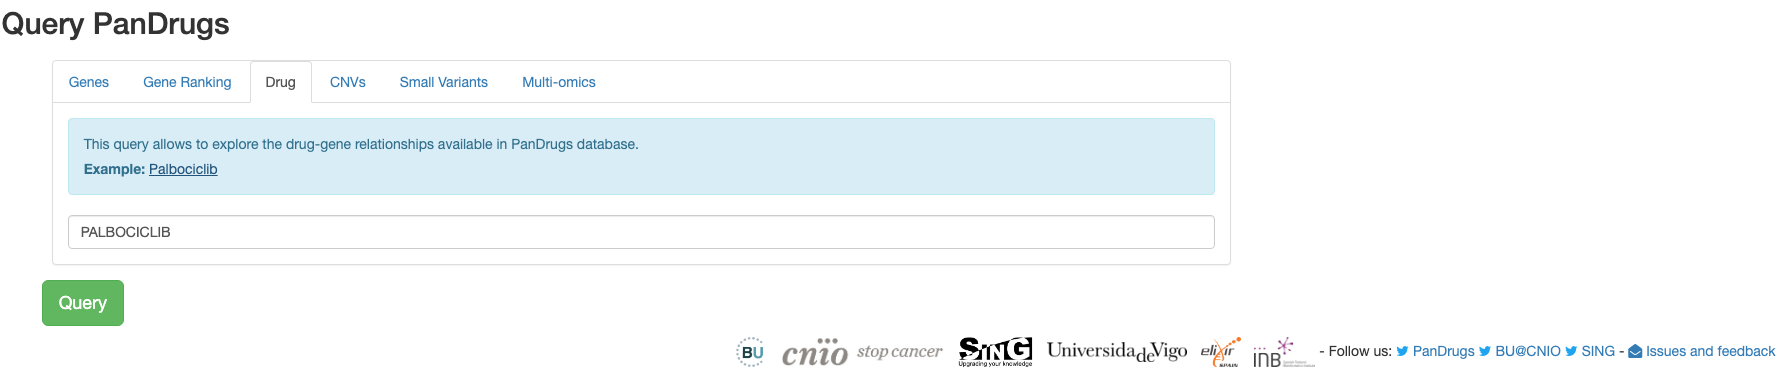 Query PanDrugs
Genes Gene Ranking Drug CNVs Small Variants Multi-omics
This query allows to explore the drug-gene relationships available in PanDrugs database.
Example: Palbociclib
PALBOCICLIB
Query
BU cnio stop cancer SiNG Upgrading your knowledge Universidade Vigo elixir SPAIN INB - Follow us: PanDrugs BU@CNIO SING - Issues and feedback